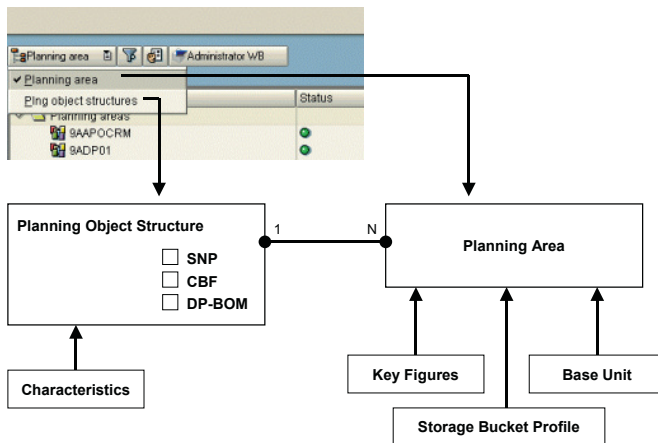 Planning area
Administrator WB
Planning area
Plng object structures
Status
Planning areas
9AAPOCRM
9ADP01
Planning Object Structure
SNP
CBF
DP-BOM
1
N
Planning Area
Characteristics
Key Figures
Base Unit
Storage Bucket Profile